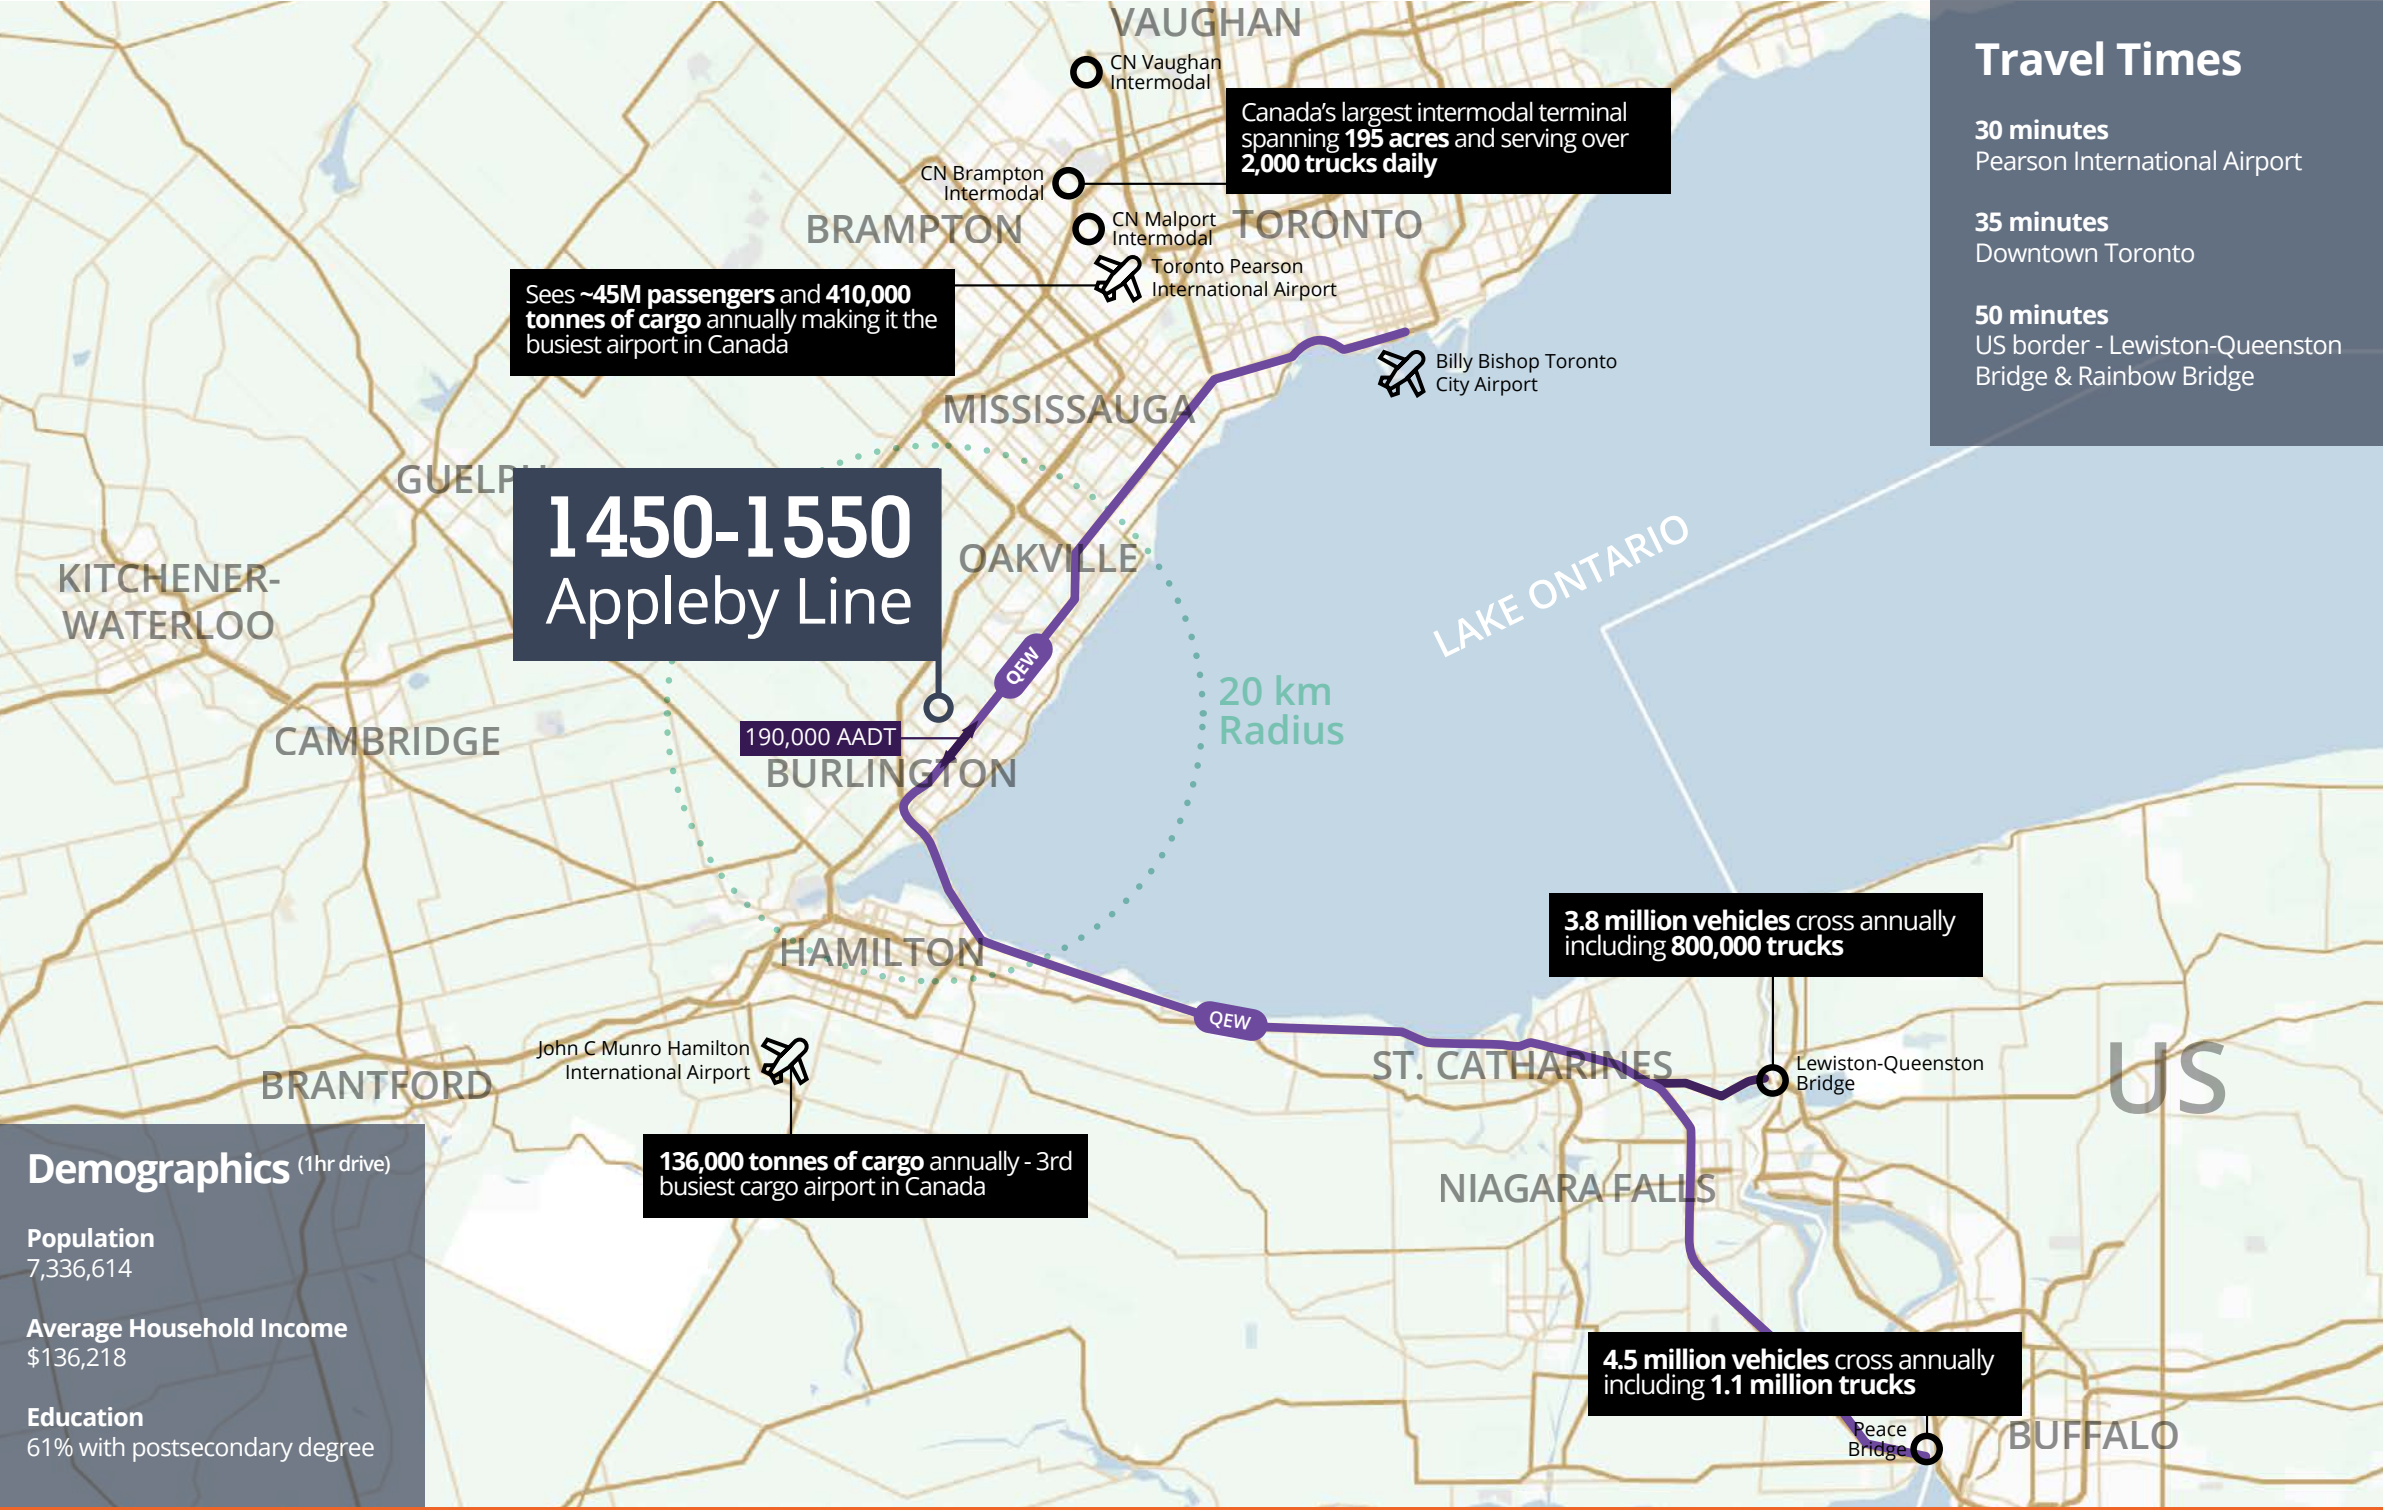 VAUGHAN
CN Vaughan
Intermodal
Canada's largest intermodal terminal
spanning 195 acres and serving over
2,000 trucks daily
CN Brampton
Intermodal
BRAMPTON
CN Malport
Intermodal
TORONTO
Toronto Pearson
International Airport
Sees ~45M passengers and 410,000
tonnes of cargo annually making it the
busiest airport in Canada
Billy Bishop Toronto
City Airport
Travel Times
30 minutes
Pearson International Airport
35 minutes
Downtown Toronto
50 minutes
US border - Lewiston-Queenston
Bridge & Rainbow Bridge
MISSISSAUGA
GUELPH
1450-1550
Appleby Line
OAKVILLE
KITCHENER-
WATERLOO
LAKE ONTARIO
QEW
20 km
Radius
190,000 AADT
CAMBRIDGE
BURLINGTON
HAMILTON
3.8 million vehicles cross annually
including 800,000 trucks
QEW
John C Munro Hamilton
International Airport
BRANTFORD
ST. CATHARINES
Lewiston-Queenston
Bridge
US
136,000 tonnes of cargo annually - 3rd
busiest cargo airport in Canada
NIAGARA FALLS
Demographics (1hr drive)
Population
7,336,614
Average Household Income
$136,218
Education
61% with postsecondary degree
4.5 million vehicles cross annually
including 1.1 million trucks
Peace
Bridge
BUFFALO